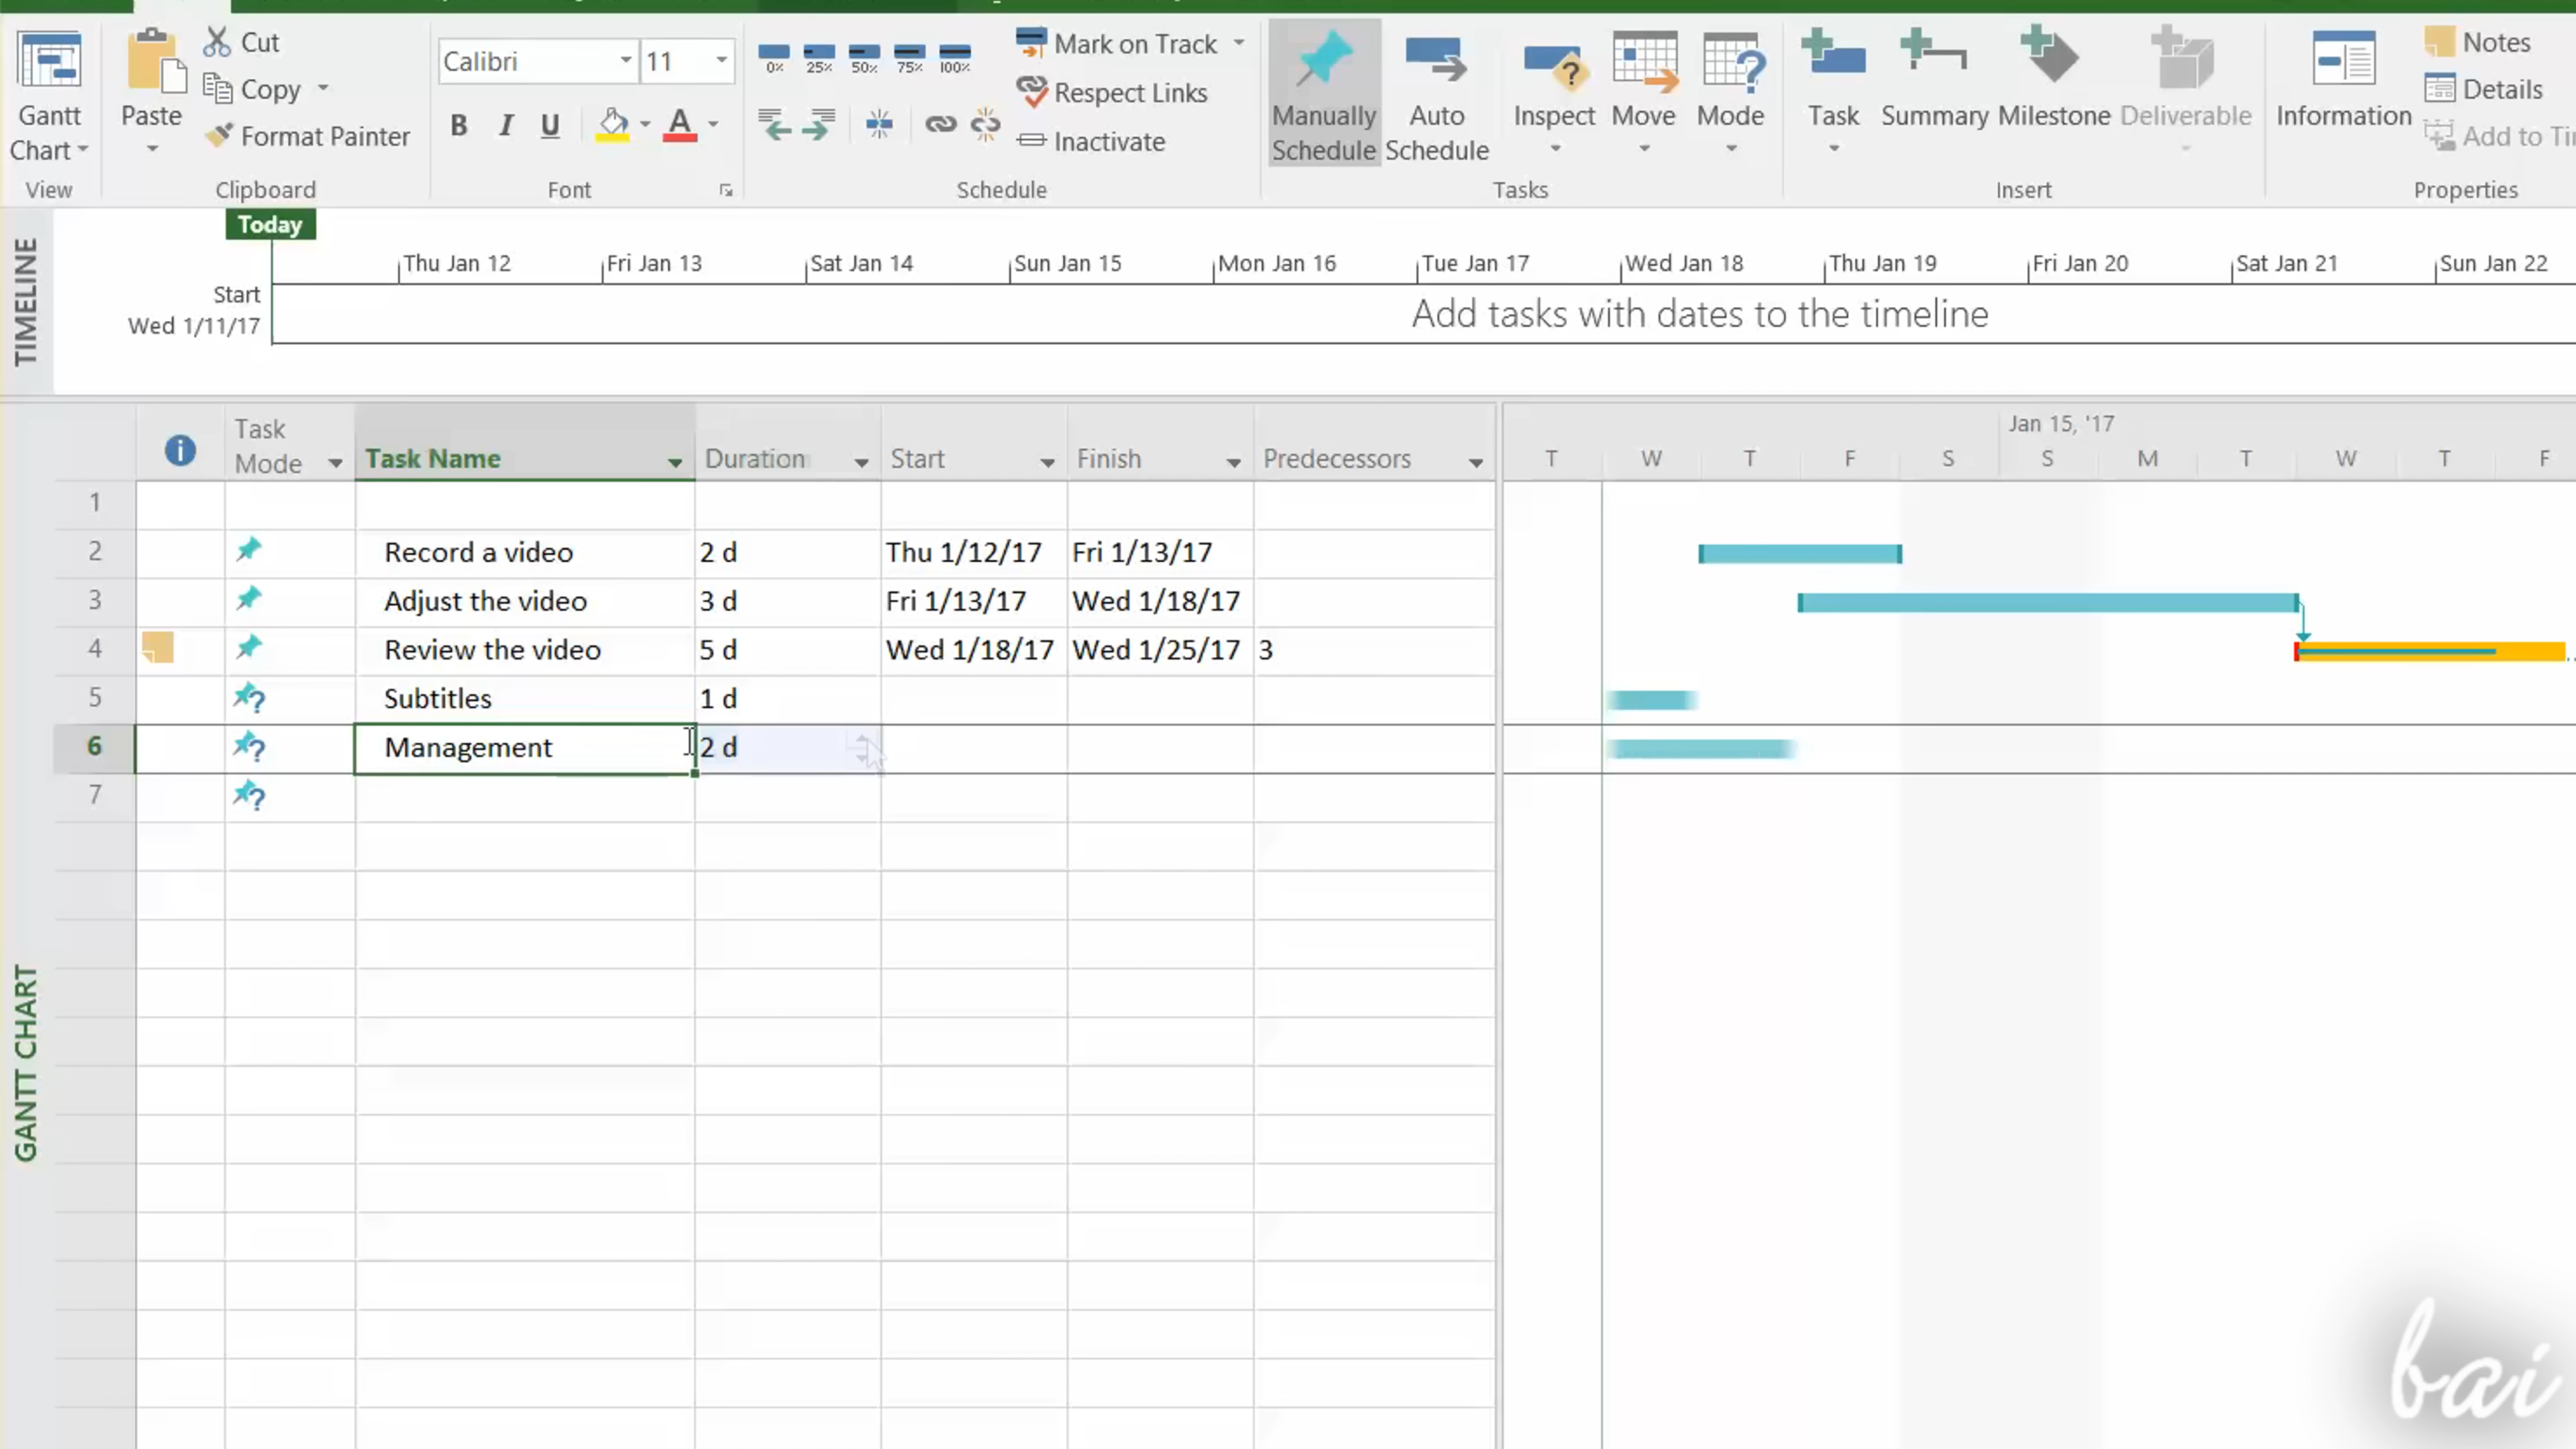 Gantt Chart
Paste
Cut
Copy
Format Painter
Calibri 11
B I U A
0% 25% 50% 75% 100%
Mark on Track
Respect Links
Inactivate
Manually Schedule
Auto Schedule
Inspect
Move
Mode
Task
Summary
Milestone
Deliverable
Information
Notes
Details
Add to Ti
View Clipboard Font Schedule Tasks Insert Properties
TIMELINE
Today
Thu Jan 12 Fri Jan 13 Sat Jan 14 Sun Jan 15 Mon Jan 16 Tue Jan 17 Wed Jan 18 Thu Jan 19 Fri Jan 20 Sat Jan 21 Sun Jan 22
Start
Wed 1/11/17
Add tasks with dates to the timeline
GANTT CHART
i Task Mode Task Name Duration Start Finish Predecessors
Jan 15, '17
T W T F S S M T W T F
1
2 Record a video 2 d Thu 1/12/17 Fri 1/13/17
3 Adjust the video 3 d Fri 1/13/17 Wed 1/18/17
4 Review the video 5 d Wed 1/18/17 Wed 1/25/17 3
5 ? Subtitles 1 d
6 ? Management 2 d
7 ?
bai